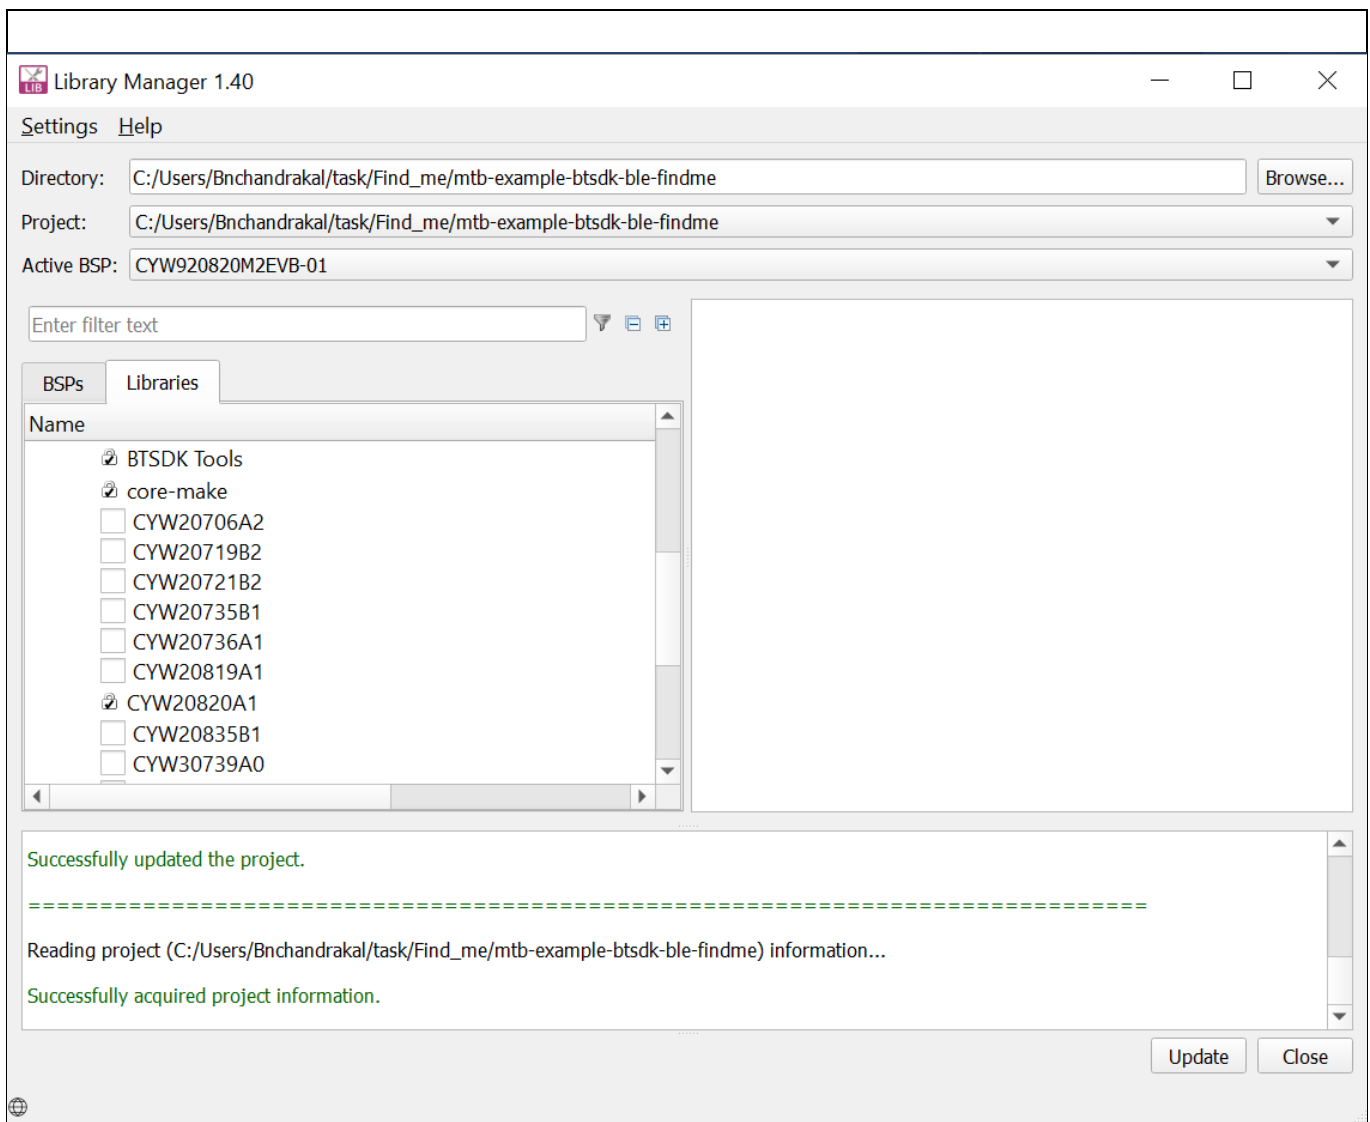 LIB Library Manager 1.40
Settings Help
Directory: C:/Users/Bnchandrakal/task/Find_me/mtb-example-btsdk-ble-findme Browse...
Project: C:/Users/Bnchandrakal/task/Find_me/mtb-example-btsdk-ble-findme
Active BSP: CYW920820M2EVB-01
Enter filter text
BSPs Libraries
Name
BTSDK Tools
core-make
CYW20706A2
CYW20719B2
CYW20721B2
CYW20735B1
CYW20736A1
CYW20819A1
CYW20820A1
CYW20835B1
CYW30739A0
Successfully updated the project.
==============================================================================
Reading project (C:/Users/Bnchandrakal/task/Find_me/mtb-example-btsdk-ble-findme) information...
Successfully acquired project information.
Update Close